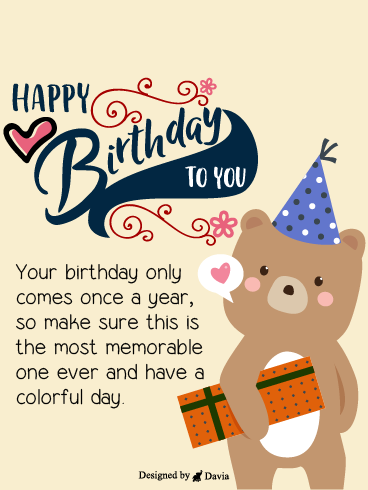 HAPPY
Birthday
TO YOU
Your birthday only
comes once a year,
so make sure this is
the most memorable
one ever and have a
colorful day.
Designed by Davia